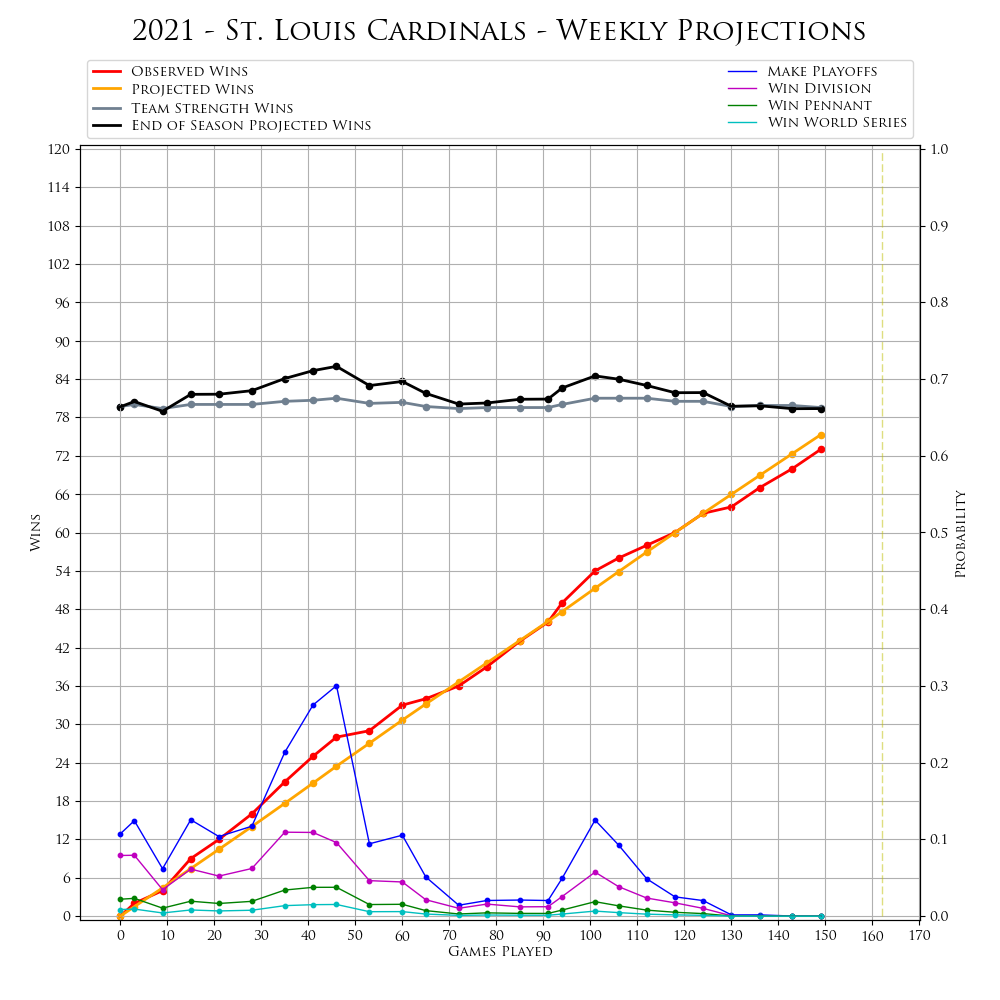 2021 - St. Louis Cardinals - Weekly Projections
Observed Wins
Projected Wins
Team Strength Wins
End of Season Projected Wins
Make Playoffs
Win Division
Win Pennant
Win World Series
120
114
108
102
96
90
84
78
72
66
60
54
48
42
36
30
24
18
12
6
0
Wins
1.0
0.9
0.8
0.7
0.6
0.5
0.4
0.3
0.2
0.1
0.0
Probability
0 10 20 30 40 50 60 70 80 90 100 110 120 130 140 150 160 170
Games Played